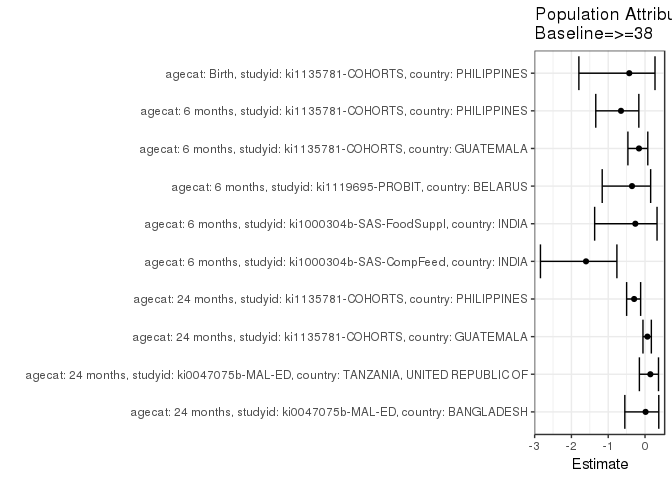 Population Attribu
Baseline=>=38
agecat: Birth, studyid: ki1135781-COHORTS, country: PHILIPPINES
agecat: 6 months, studyid: ki1135781-COHORTS, country: PHILIPPINES
agecat: 6 months, studyid: ki1135781-COHORTS, country: GUATEMALA
agecat: 6 months, studyid: ki1119695-PROBIT, country: BELARUS
agecat: 6 months, studyid: ki1000304b-SAS-FoodSuppl, country: INDIA
agecat: 6 months, studyid: ki1000304b-SAS-CompFeed, country: INDIA
agecat: 24 months, studyid: ki1135781-COHORTS, country: PHILIPPINES
agecat: 24 months, studyid: ki1135781-COHORTS, country: GUATEMALA
agecat: 24 months, studyid: ki0047075b-MAL-ED, country: TANZANIA, UNITED REPUBLIC OF
agecat: 24 months, studyid: ki0047075b-MAL-ED, country: BANGLADESH
-3 -2 -1 0
Estimate